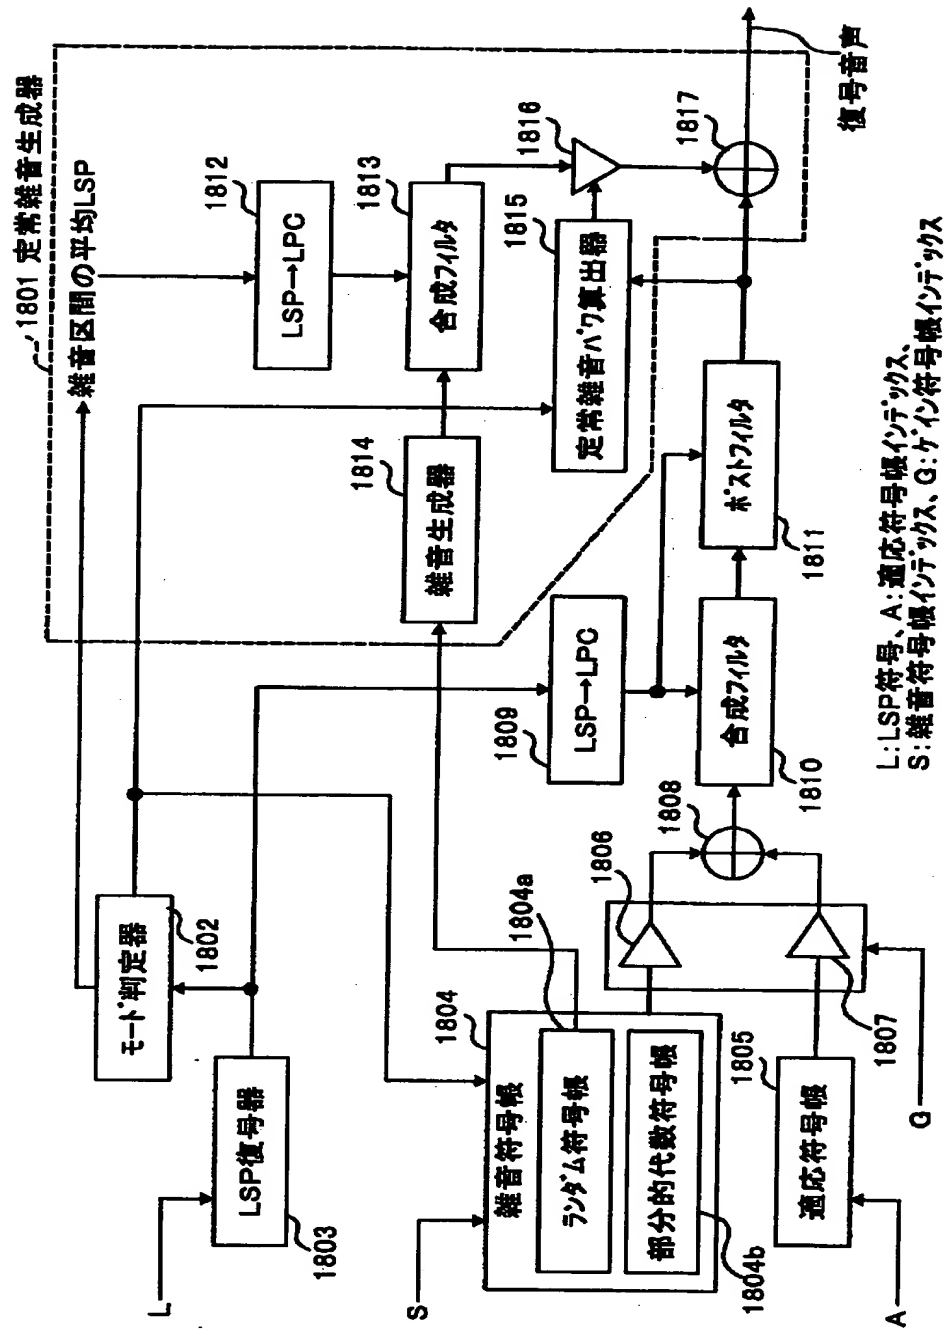 1801 定常雑音生成器
雑音区間の平均LSP
1812
LSP→LPC
1813
合成フィルタ
1814
雑音生成器
1815
定常雑音パワ算出器
1816
1817
復号音声
モード判定器
1802
LSP復号器
1803
L
S
1804
雑音符号帳
1804a
ランダム符号帳
部分的代数符号帳
1804b
1805
適応符号帳
A
1806
1807
G
1808
1809
LSP→LPC
合成フィルタ
1810
ポストフィルタ
1811
L:LSP符号、A:適応符号帳インデックス、
S:雑音符号帳インデックス、G:ゲイン符号帳インデックス